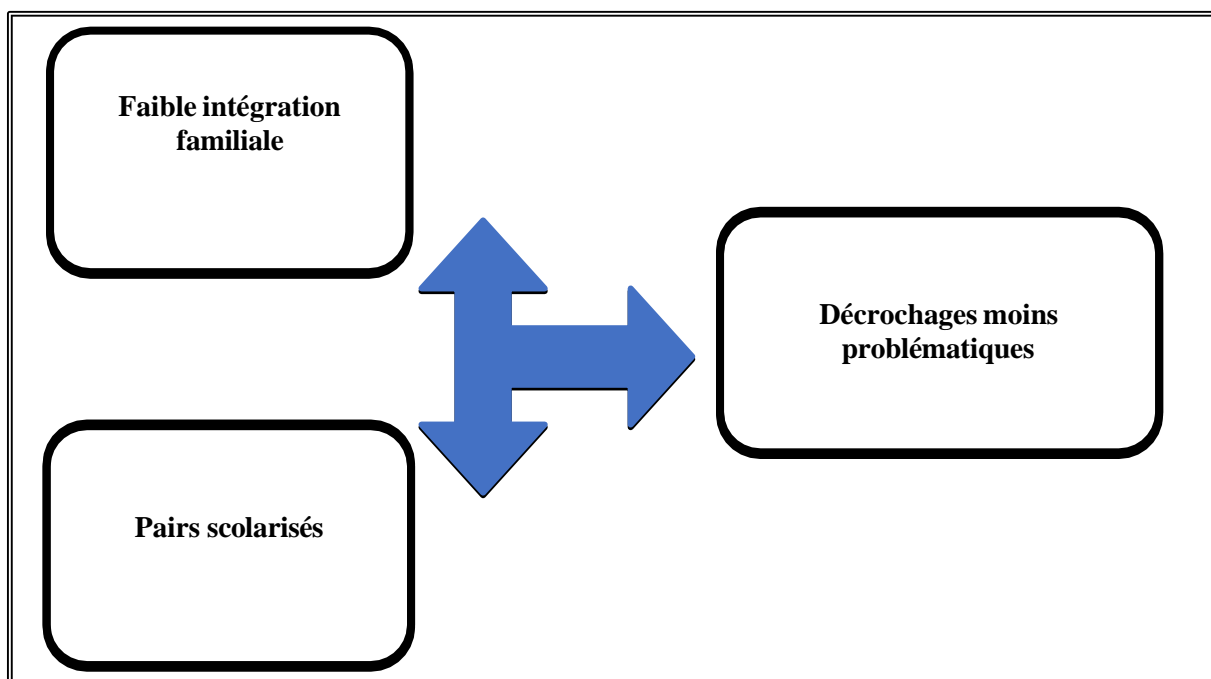 Faible intégration
familiale
Décrochages moins
problématiques
Pairs scolarisés